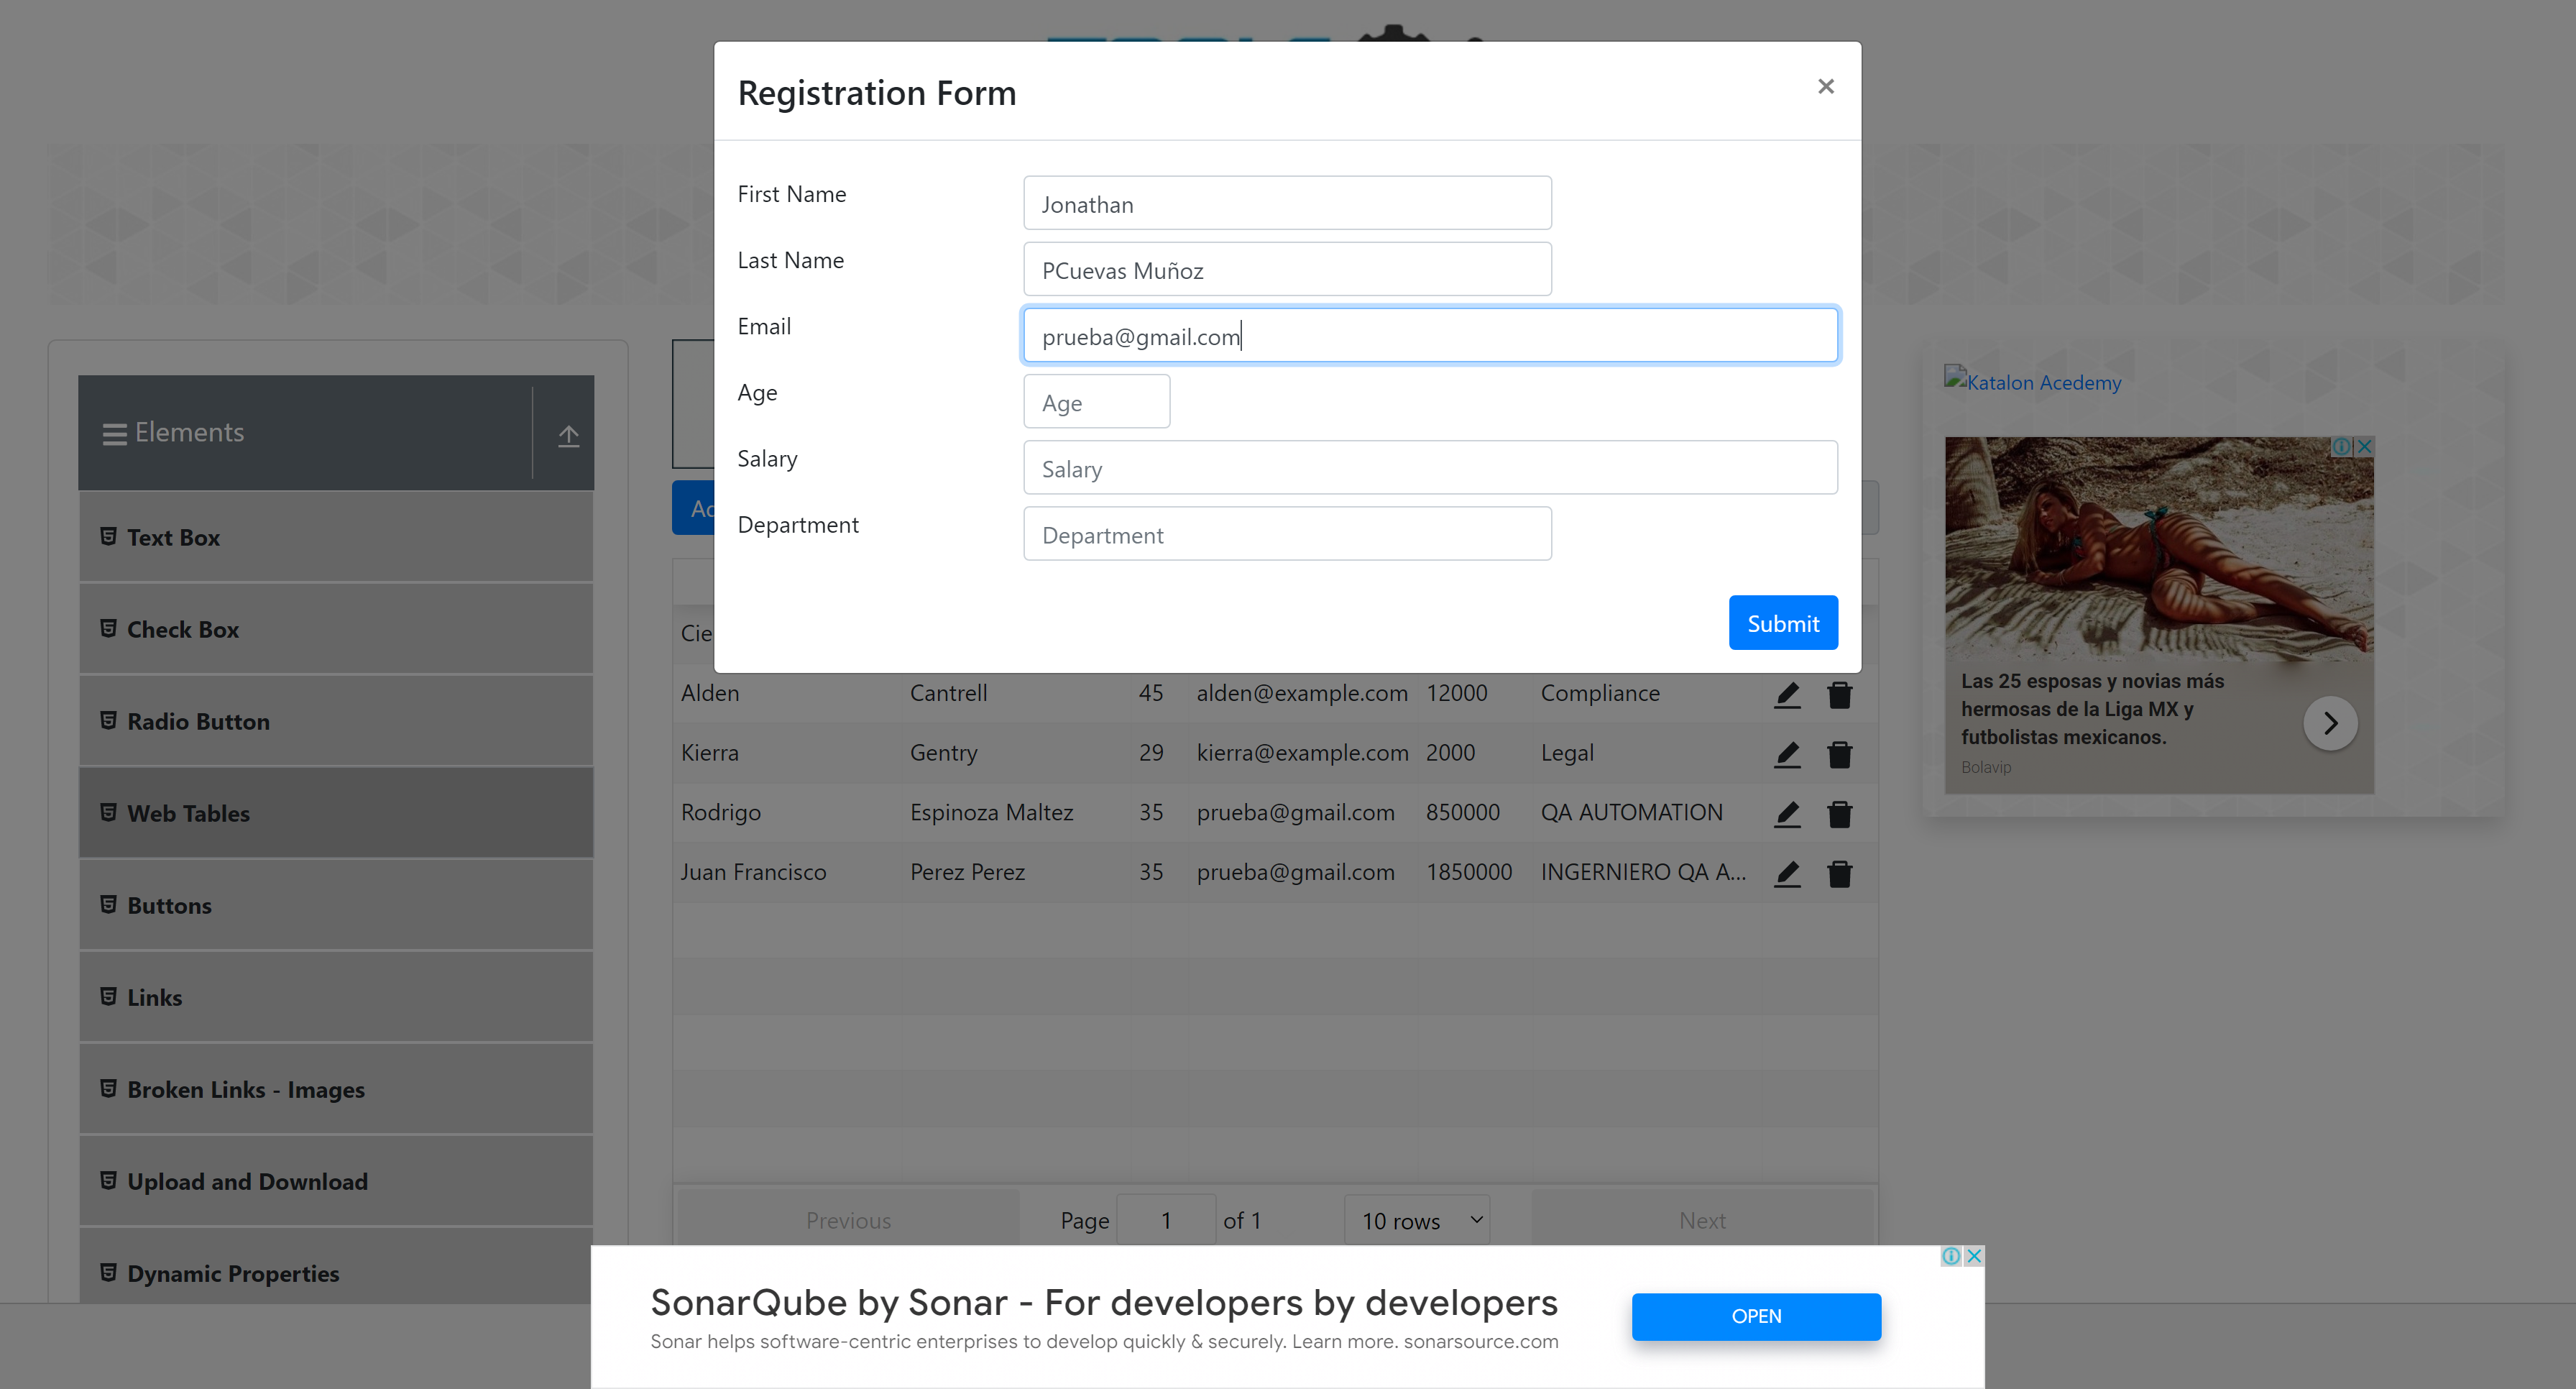 Registration Form
×
First Name
Jonathan
Last Name
PCuevas Muñoz
Email
prueba@gmail.com
Age
Age
Salary
Salary
Department
Department
Submit
Elements
Text Box
Check Box
Radio Button
Web Tables
Buttons
Links
Broken Links - Images
Upload and Download
Dynamic Properties
Alden Cantrell 45 alden@example.com 12000 Compliance
Kierra Gentry 29 kierra@example.com 2000 Legal
Rodrigo Espinoza Maltez 35 prueba@gmail.com 850000 QA AUTOMATION
Juan Francisco Perez Perez 35 prueba@gmail.com 1850000 INGERNIERO QA A...
Previous
Page 1 of 1
10 rows
Next
Katalon Acedemy
Las 25 esposas y novias más
hermosas de la Liga MX y
futbolistas mexicanos.
Bolavip
SonarQube by Sonar - For developers by developers
Sonar helps software-centric enterprises to develop quickly & securely. Learn more. sonarsource.com
OPEN